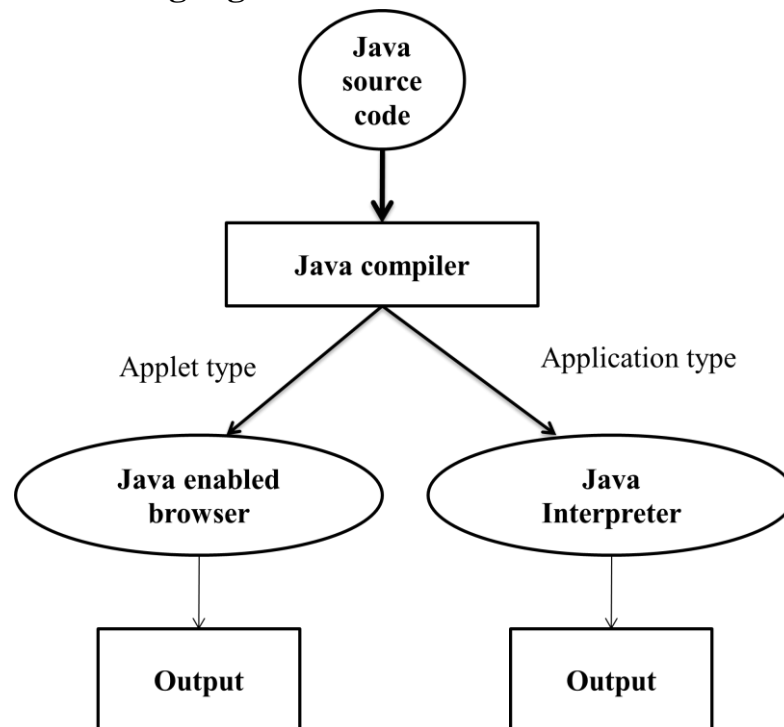 Java
source
code
Java compiler
Applet type
Application type
Java enabled
browser
Java
Interpreter
Output
Output